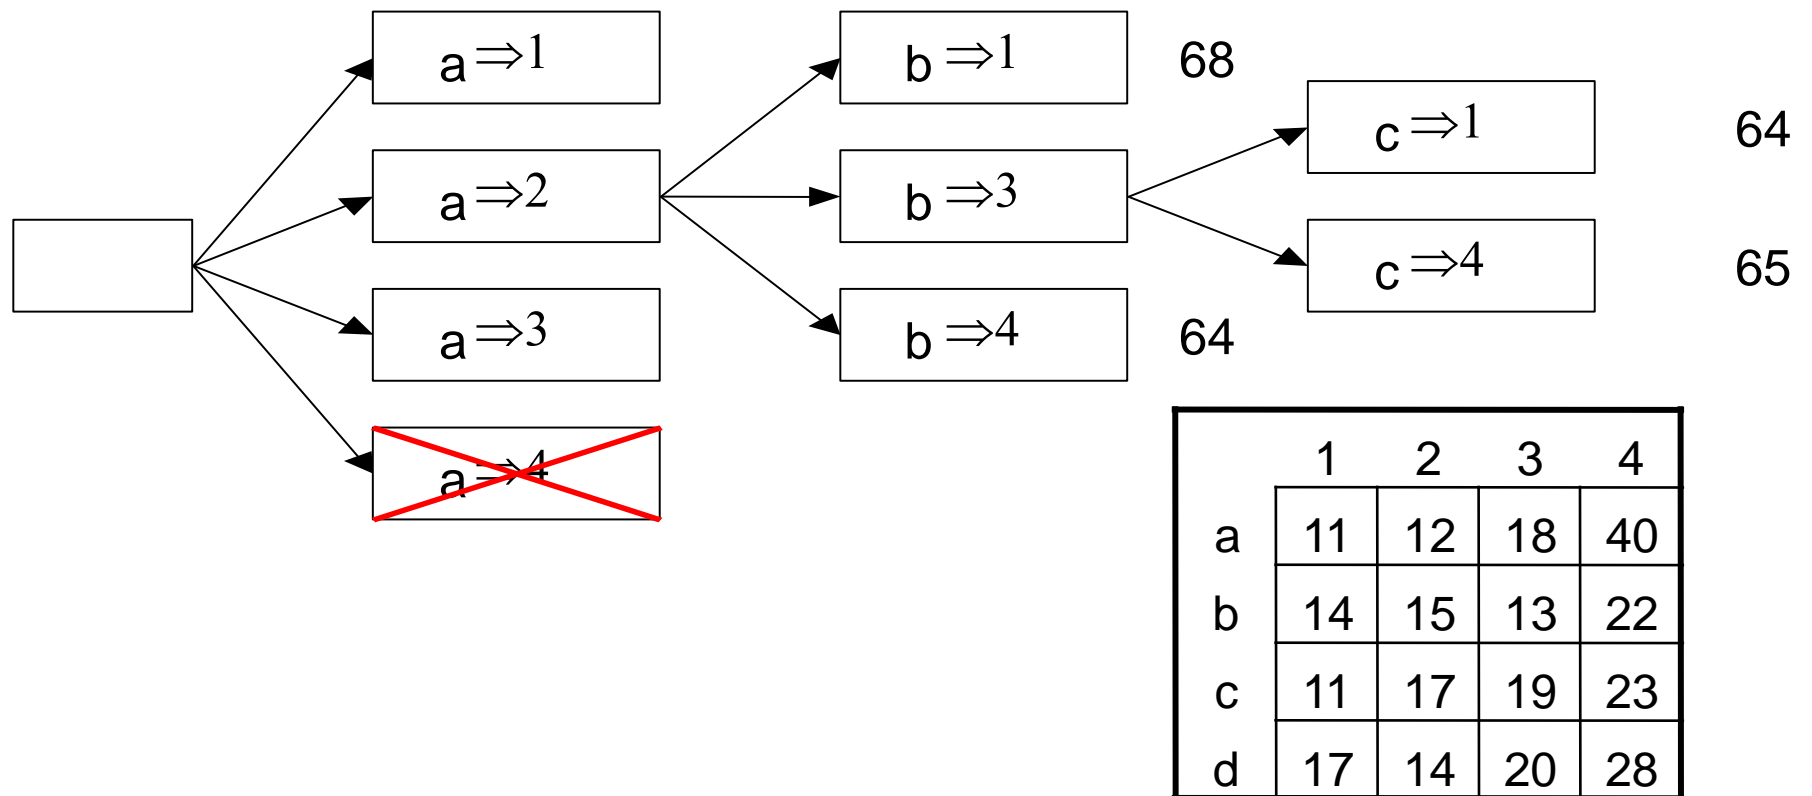 a ⇒1
b ⇒1
68
c ⇒1
64
a ⇒2
b ⇒3
c ⇒4
65
a ⇒3
b ⇒4
64
a ⇒4
1 2 3 4
a 11 12 18 40
b 14 15 13 22
c 11 17 19 23
d 17 14 20 28